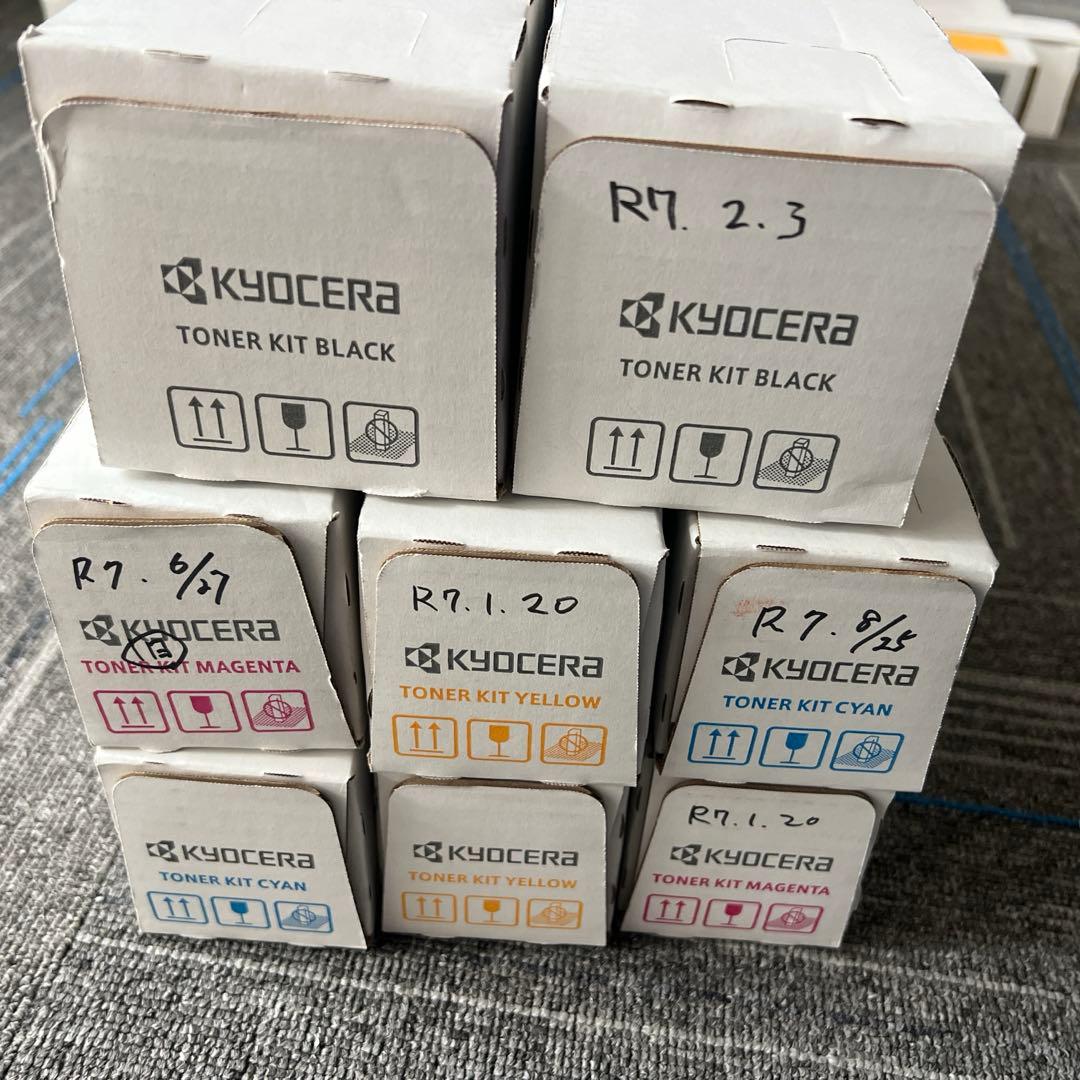 KYOCERA
TONER KIT BLACK
R7. 2.3
KYOCERA
TONER KIT BLACK
R7. 6/27
KYOCERA
TONER KIT MAGENTA
R7.1.20
KYOCERA
TONER KIT YELLOW
R7. 8/25
KYOCERA
TONER KIT CYAN
KYOCERA
TONER KIT CYAN
KYOCERA
TONER KIT YELLOW
R7.1.20
KYOCERA
TONER KIT MAGENTA